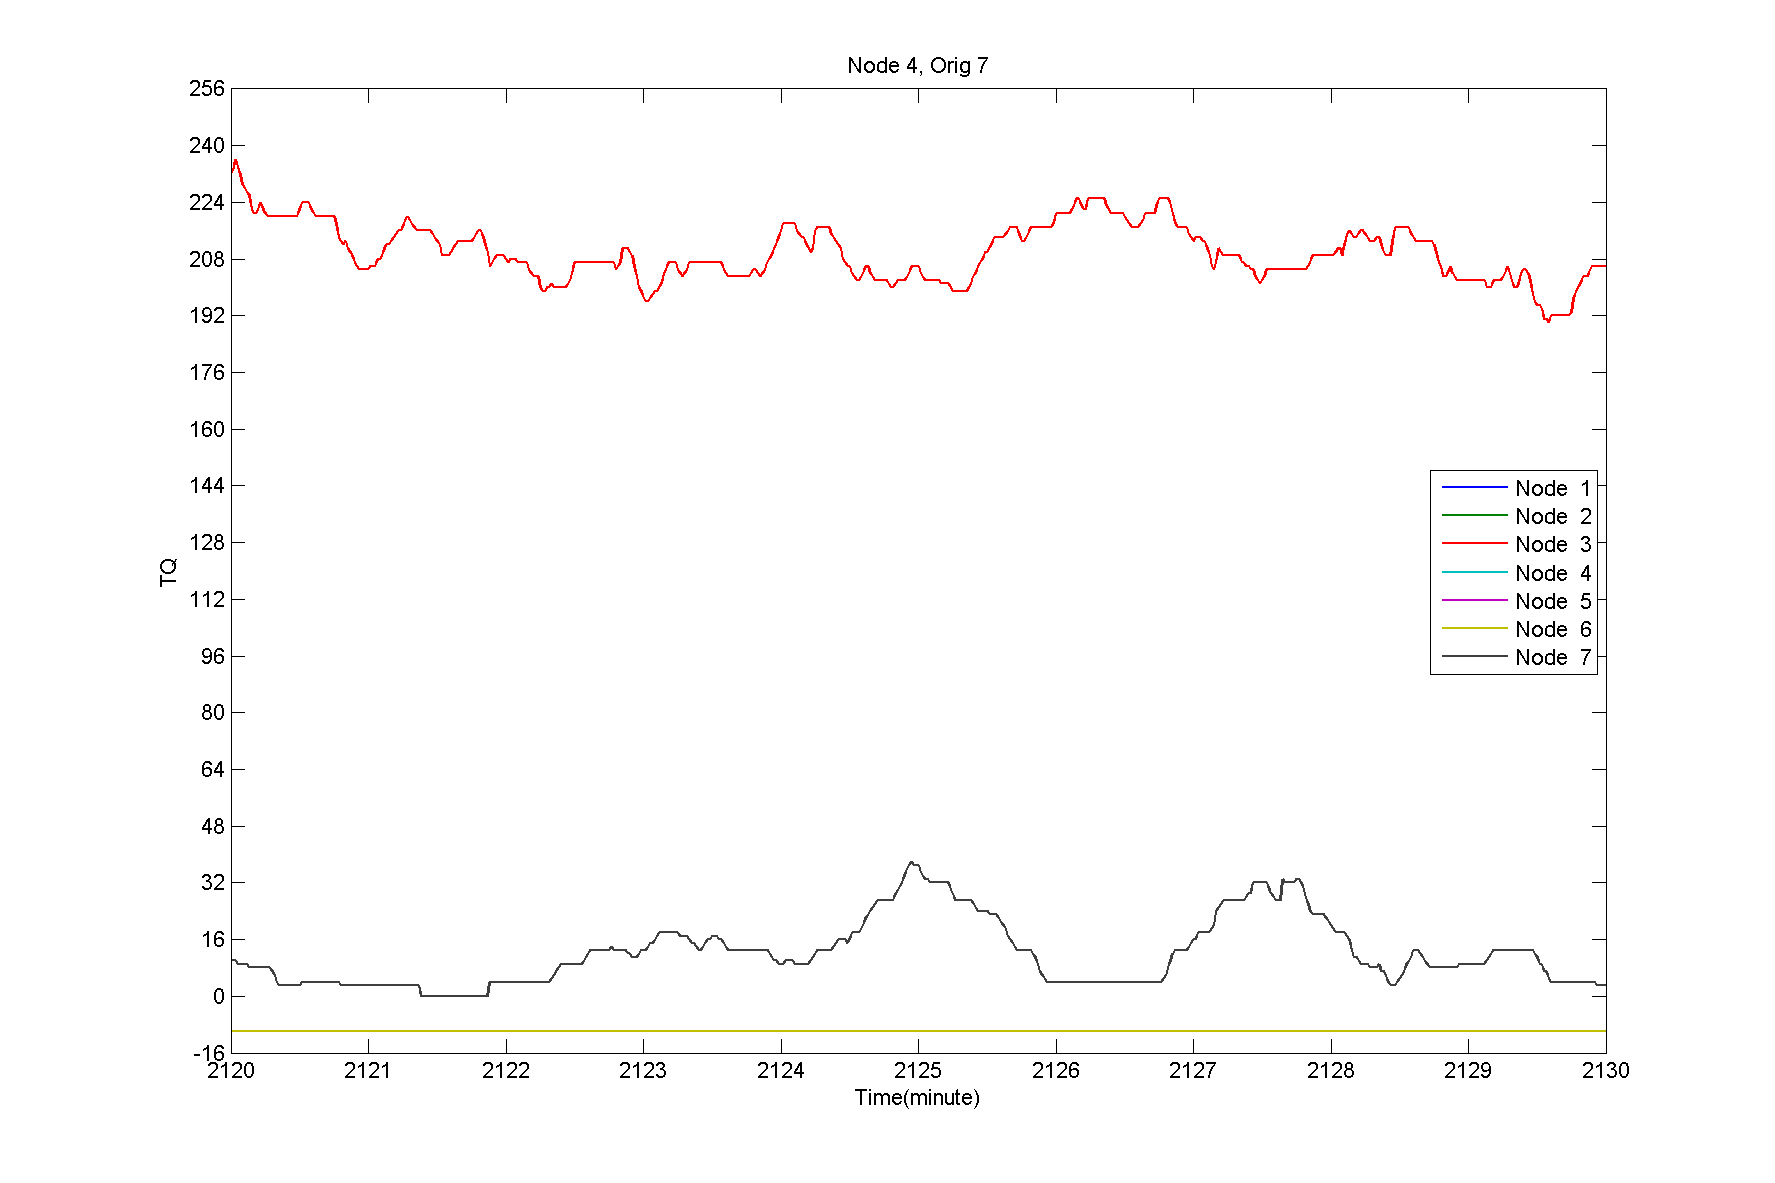 Node 4, Orig 7
256
240
224
208
192
176
160
144
128
112
96
80
64
48
32
16
0
-16
TQ
Node 1
Node 2
Node 3
Node 4
Node 5
Node 6
Node 7
2120 2121 2122 2123 2124 2125 2126 2127 2128 2129 2130
Time(minute)